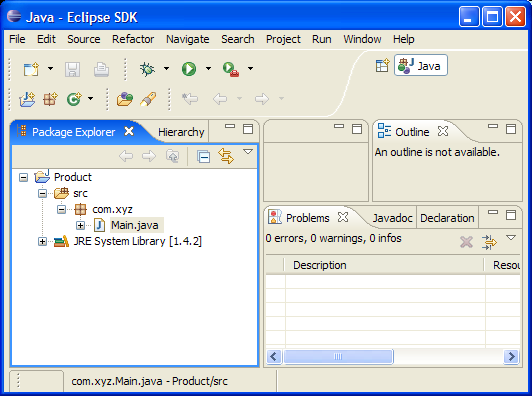 Java - Eclipse SDK
File Edit Source Refactor Navigate Search Project Run Window Help
Java
Package Explorer Hierarchy
Outline
An outline is not available.
Product
src
com.xyz
Main.java
JRE System Library [1.4.2]
Problems Javadoc Declaration
0 errors, 0 warnings, 0 infos
Description Resou
com.xyz.Main.java - Product/src